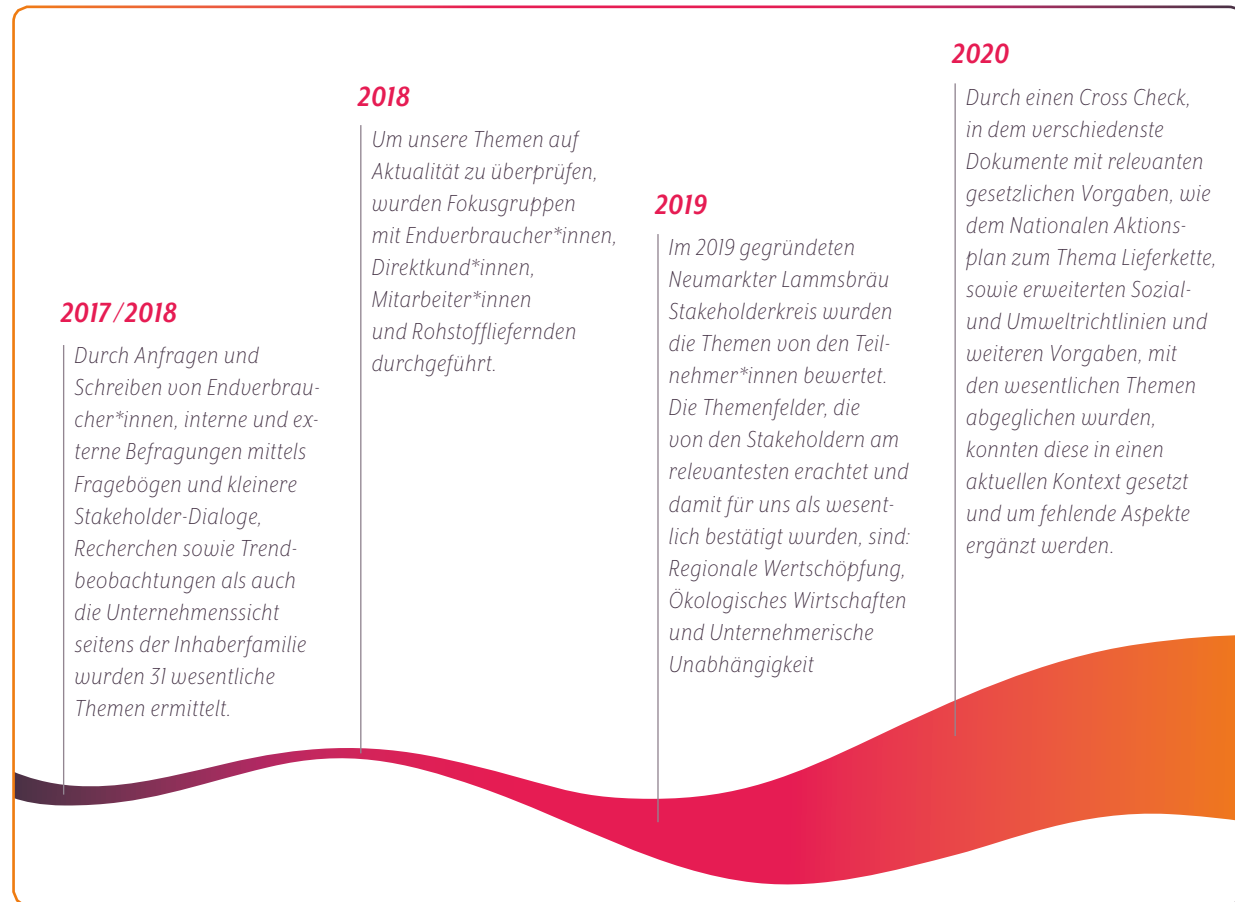 2017/2018
Durch Anfragen und
Schreiben von Endverbrau-
cher*innen, interne und ex-
terne Befragungen mittels
Fragebögen und kleinere
Stakeholder-Dialoge,
Recherchen sowie Trend-
beobachtungen als auch
die Unternehmenssicht
seitens der Inhaberfamilie
wurden 31 wesentliche
Themen ermittelt.
2018
Um unsere Themen auf
Aktualität zu überprüfen,
wurden Fokusgruppen
mit Endverbraucher*innen,
Direktkund*innen,
Mitarbeiter*innen
und Rohstoffliefernden
durchgeführt.
2019
Im 2019 gegründeten
Neumarkter Lammsbräu
Stakeholderkreis wurden
die Themen von den Teil-
nehmer*innen bewertet.
Die Themenfelder, die
von den Stakeholdern am
relevantesten erachtet und
damit für uns als wesent-
lich bestätigt wurden, sind:
Regionale Wertschöpfung,
Ökologisches Wirtschaften
und Unternehmerische
Unabhängigkeit
2020
Durch einen Cross Check,
in dem verschiedenste
Dokumente mit relevanten
gesetzlichen Vorgaben, wie
dem Nationalen Aktions-
plan zum Thema Lieferkette,
sowie erweiterten Sozial-
und Umweltrichtlinien und
weiteren Vorgaben, mit
den wesentlichen Themen
abgeglichen wurden,
konnten diese in einen
aktuellen Kontext gesetzt
und um fehlende Aspekte
ergänzt werden.